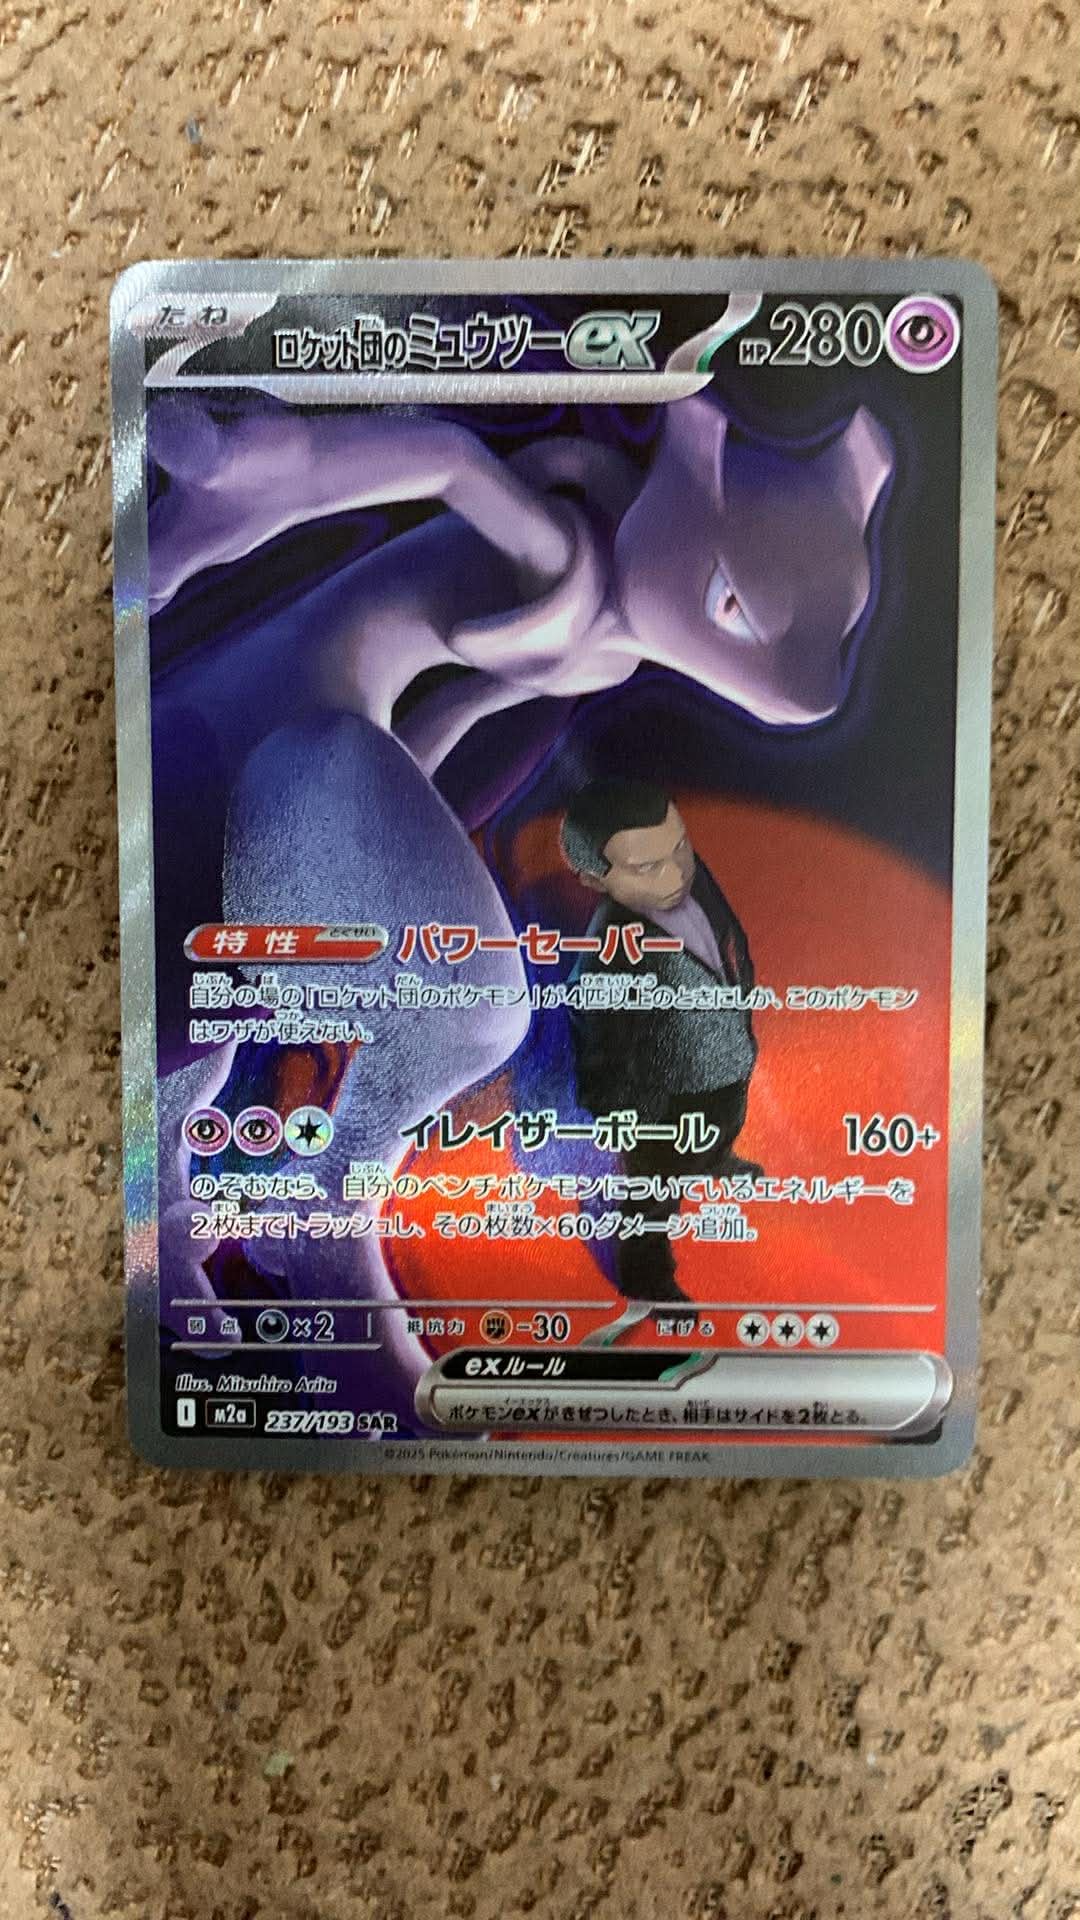 たね
ロケット団のミュウツーex
HP280
特性 とくせい パワーセーバー
自分の場の「ロケット団のポケモン」が4匹以上のときにしか、このポケモン
はワザが使えない。
イレイザーボール 160+
のぞむなら、自分のベンチポケモンについているエネルギーを
2枚までトラッシュし、その枚数×60ダメージ追加。
弱点 ×2 抵抗力 -30 にげる
Illus. Mitsuhiro Arita
exルール
ポケモンexがきぜつしたとき、相手はサイドを2枚とる。
I m2a 237/193 SAR
©2025 Pokémon/Nintendo/Creatures/GAME FREAK